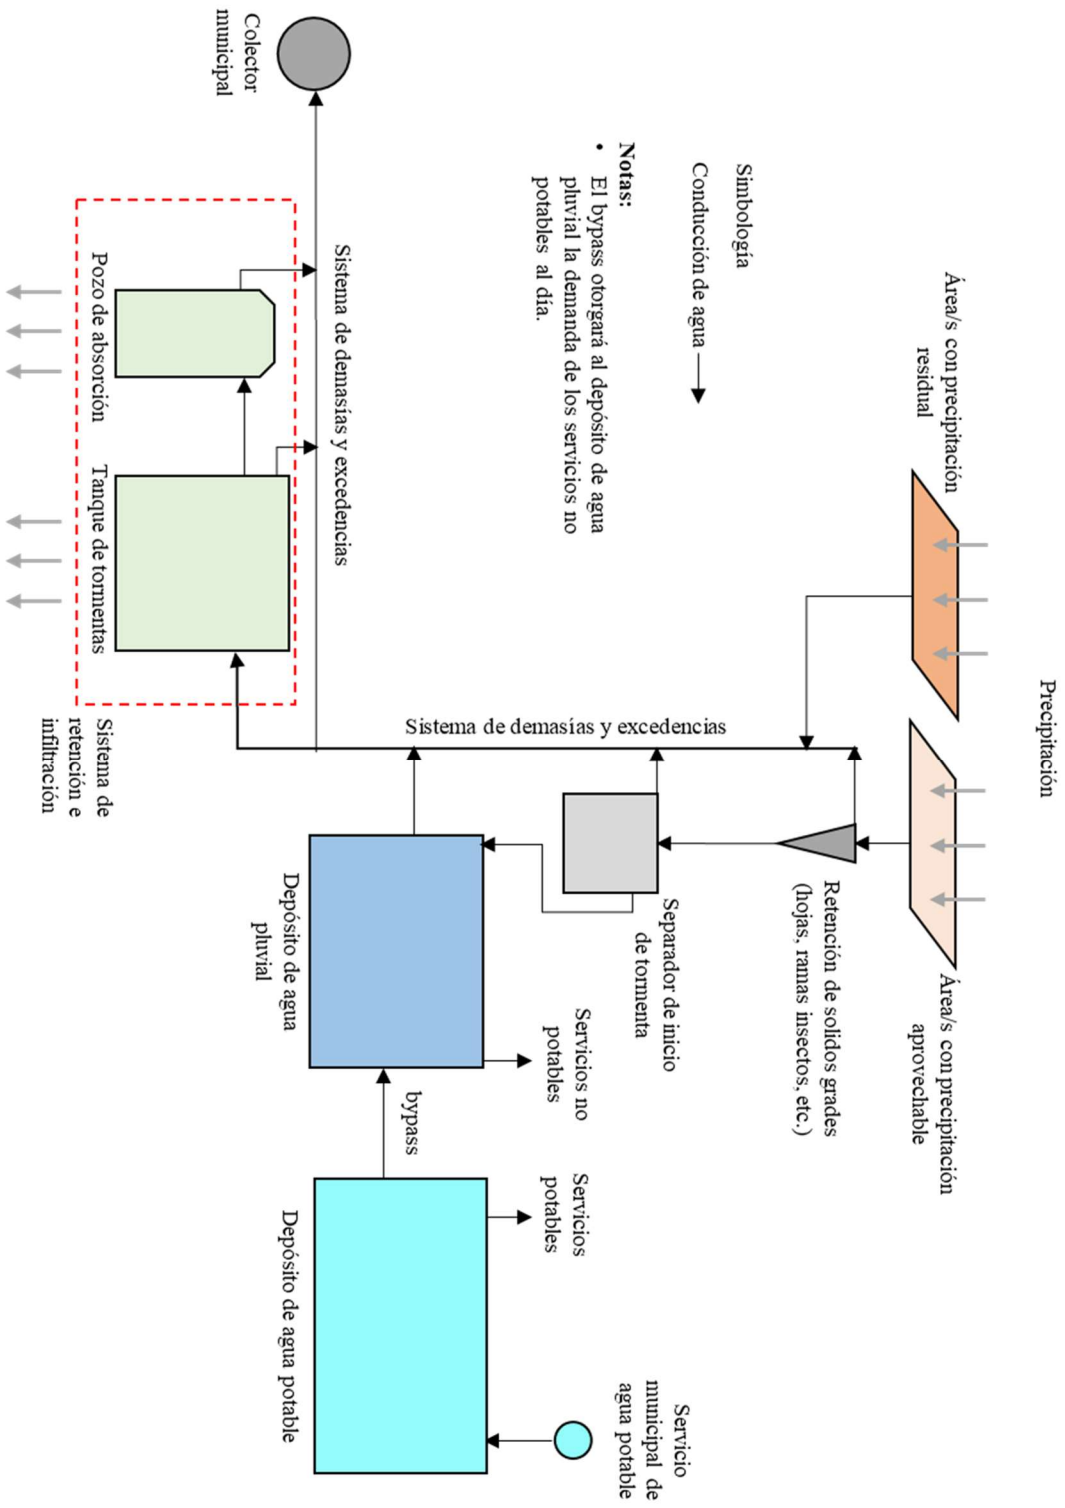 Precipitación
Área/s con precipitación
residual
Área/s con precipitación
aprovechable
Simbología
Conducción de agua
Notas:
• El bypass otorgará al depósito de agua
pluvial la demanda de los servicios no
potables al día.
Retención de solidos grades
(hojas, ramas insectos, etc.)
Separador de inicio
de tormenta
Servicio
municipal de
agua potable
Servicios no
potables
Servicios
potables
Sistema de demasías y excedencias
bypass
Depósito de agua
pluvial
Depósito de agua potable
Sistema de demasías y excedencias
Colector
municipal
Pozo de absorción
Tanque de tormentas
Sistema de
retención e
infiltración